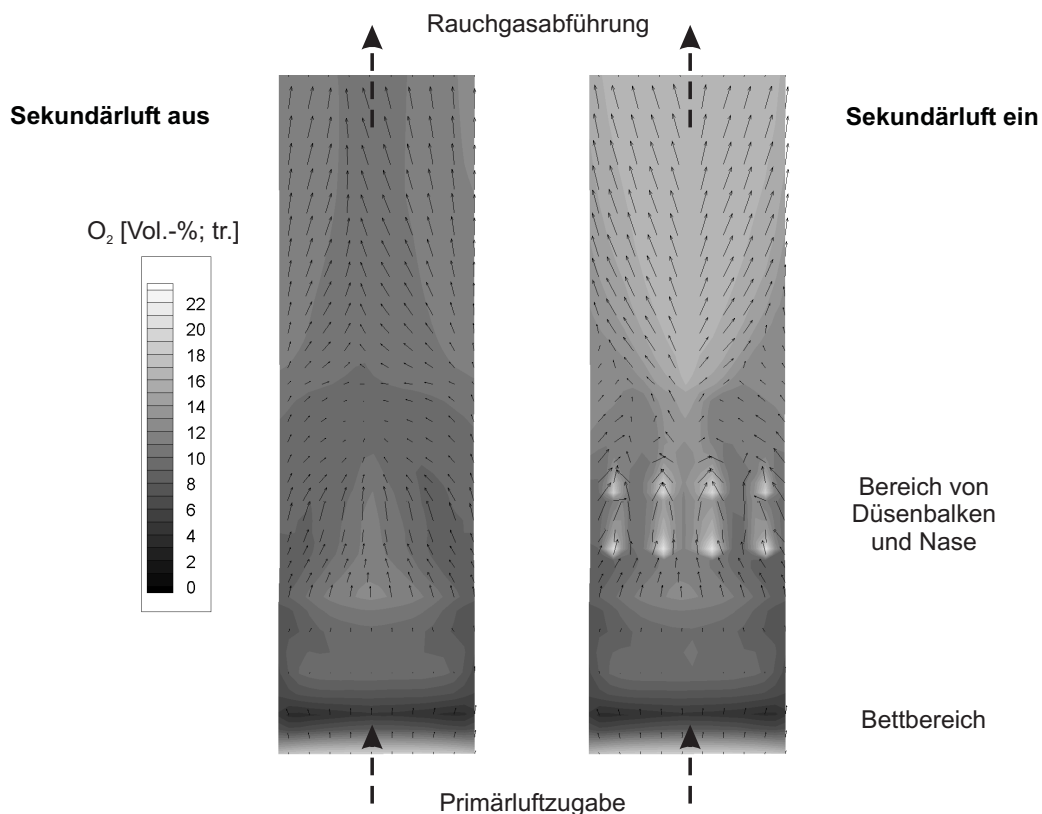 Rauchgasabführung
Sekundärluft aus
Sekundärluft ein
O₂ [Vol.-%; tr.]
22
20
18
16
14
12
10
8
6
4
2
0
Bereich von
Düsenbalken
und Nase
Bettbereich
Primärluftzugabe